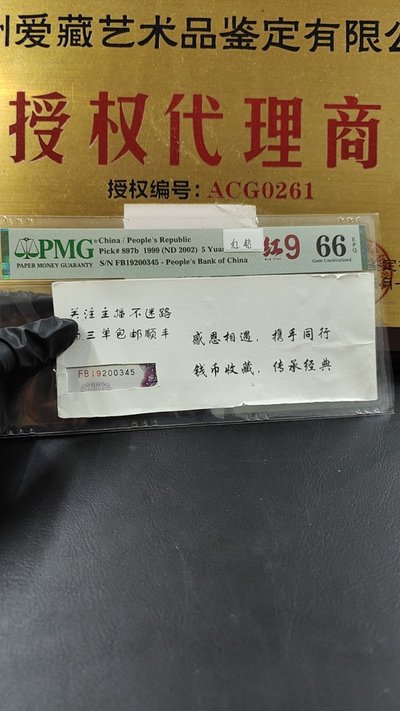 州爱藏艺术品鉴定有限公
授权代理商
授权编号：ACG0261
PMG
PAPER MONEY GUARANTY
China / People's Republic
Pick# 897b 1999 (ND 2002) 5 Yuan
S/N FB19200345 - People's Bank of China
红9
66 EPQ
Gem Uncirculated
关注主播不迷路
三单包邮顺丰
感恩相遇，携手同行
钱币收藏，传承经典
FB19200345